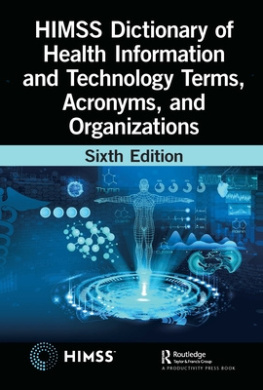 HIMSS Dictionary of
Health Information
and Technology Terms,
Acronyms, and
Organizations
Sixth Edition
Thymin
HIMSS
Routledge
Taylor & Francis Group
A PRODUCTIVITY PRESS BOOK